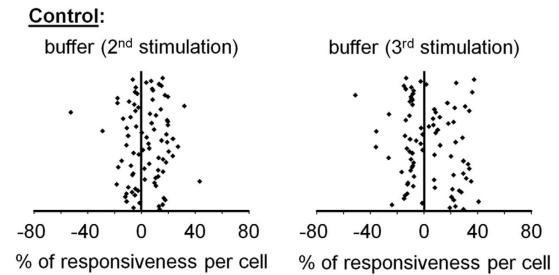 Control:
buffer (2nd stimulation)
buffer (3rd stimulation)
-80 -40 0 40 80
-80 -40 0 40 80
% of responsiveness per cell
% of responsiveness per cell